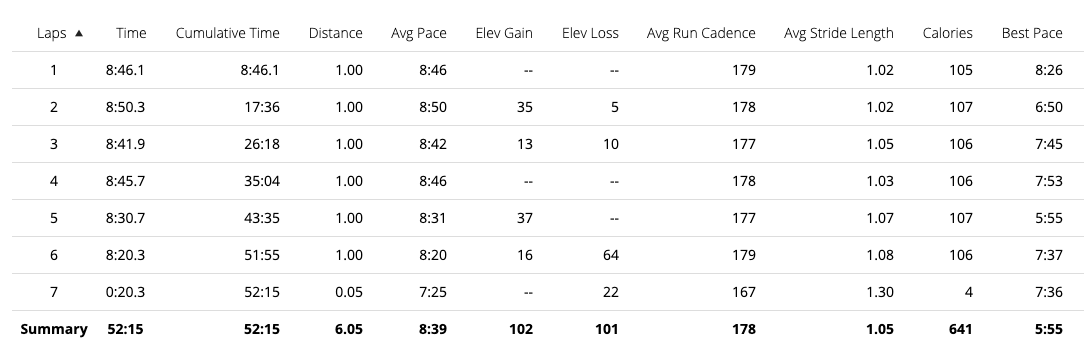 Laps ▲ Time Cumulative Time Distance Avg Pace Elev Gain Elev Loss Avg Run Cadence Avg Stride Length Calories Best Pace
1 8:46.1 8:46.1 1.00 8:46 -- -- 179 1.02 105 8:26
2 8:50.3 17:36 1.00 8:50 35 5 178 1.02 107 6:50
3 8:41.9 26:18 1.00 8:42 13 10 177 1.05 106 7:45
4 8:45.7 35:04 1.00 8:46 -- -- 178 1.03 106 7:53
5 8:30.7 43:35 1.00 8:31 37 -- 177 1.07 107 5:55
6 8:20.3 51:55 1.00 8:20 16 64 179 1.08 106 7:37
7 0:20.3 52:15 0.05 7:25 -- 22 167 1.30 4 7:36
Summary 52:15 52:15 6.05 8:39 102 101 178 1.05 641 5:55